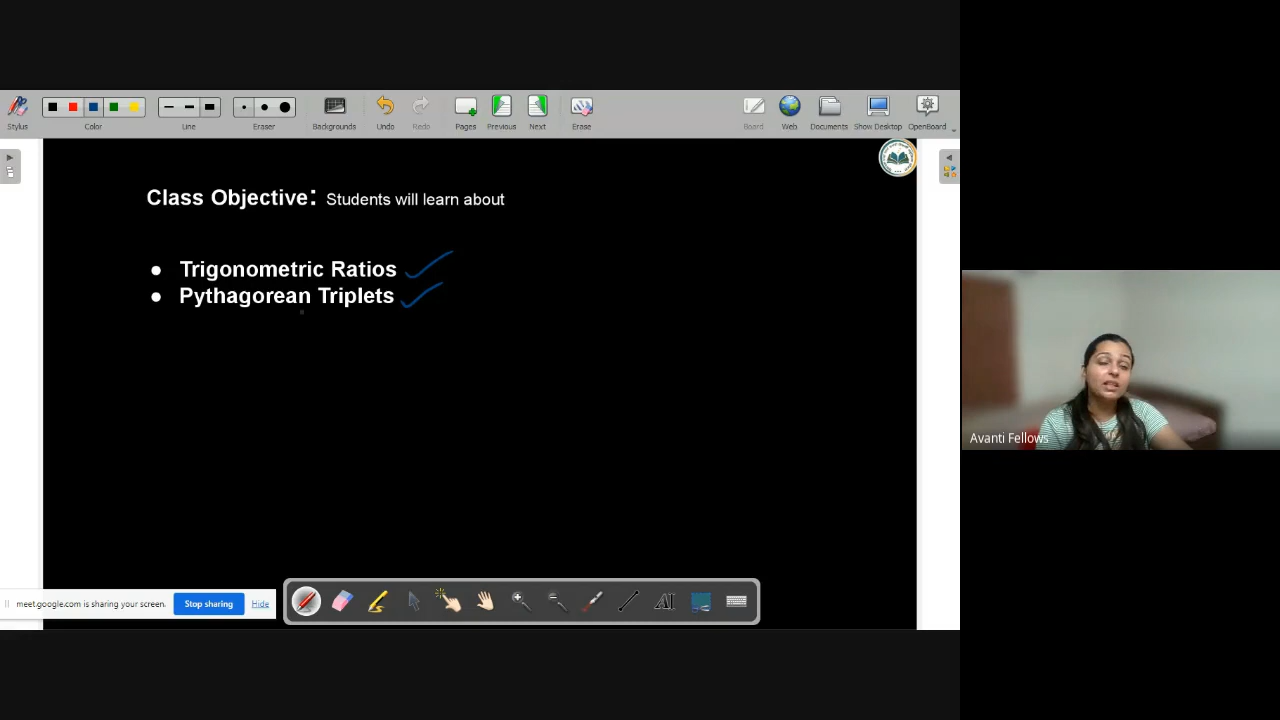 Stylus
Color
Line
Eraser
Backgrounds
Undo
Redo
Pages
Previous
Next
Erase
Board
Web
Documents
Show Desktop
OpenBoard
Class Objective: Students will learn about
● Trigonometric Ratios
● Pythagorean Triplets
Avanti Fellows
meet.google.com is sharing your screen.
Stop sharing
Hide
AI